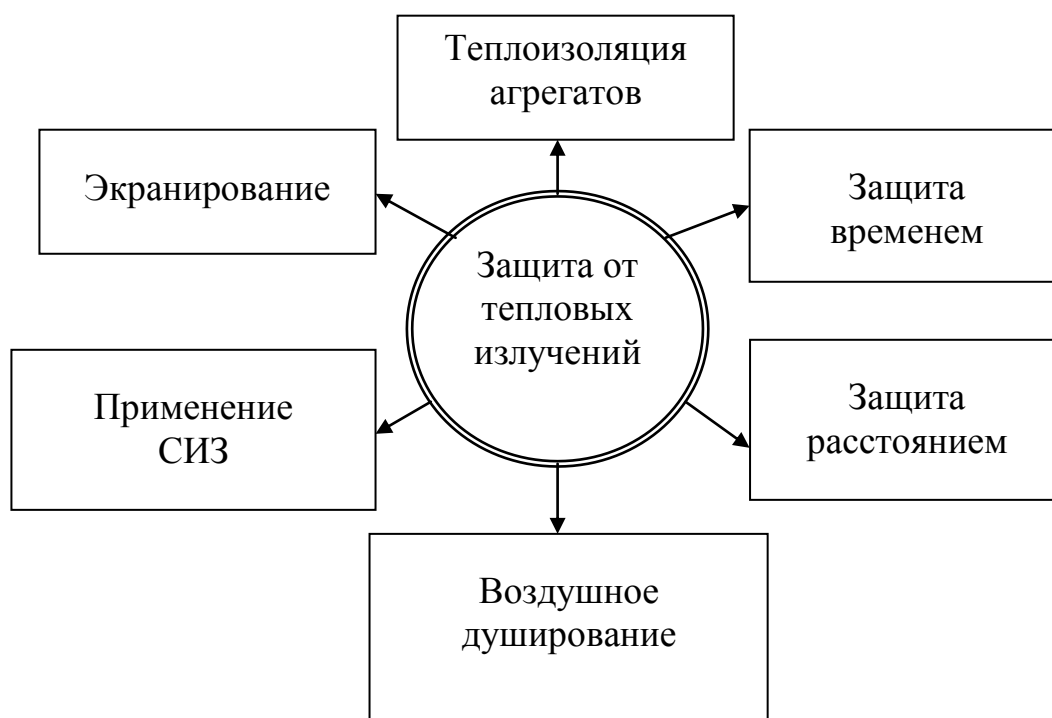 Теплоизоляция
агрегатов
Экранирование
Защита
временем
Защита от
тепловых
излучений
Применение
СИЗ
Защита
расстоянием
Воздушное
душирование